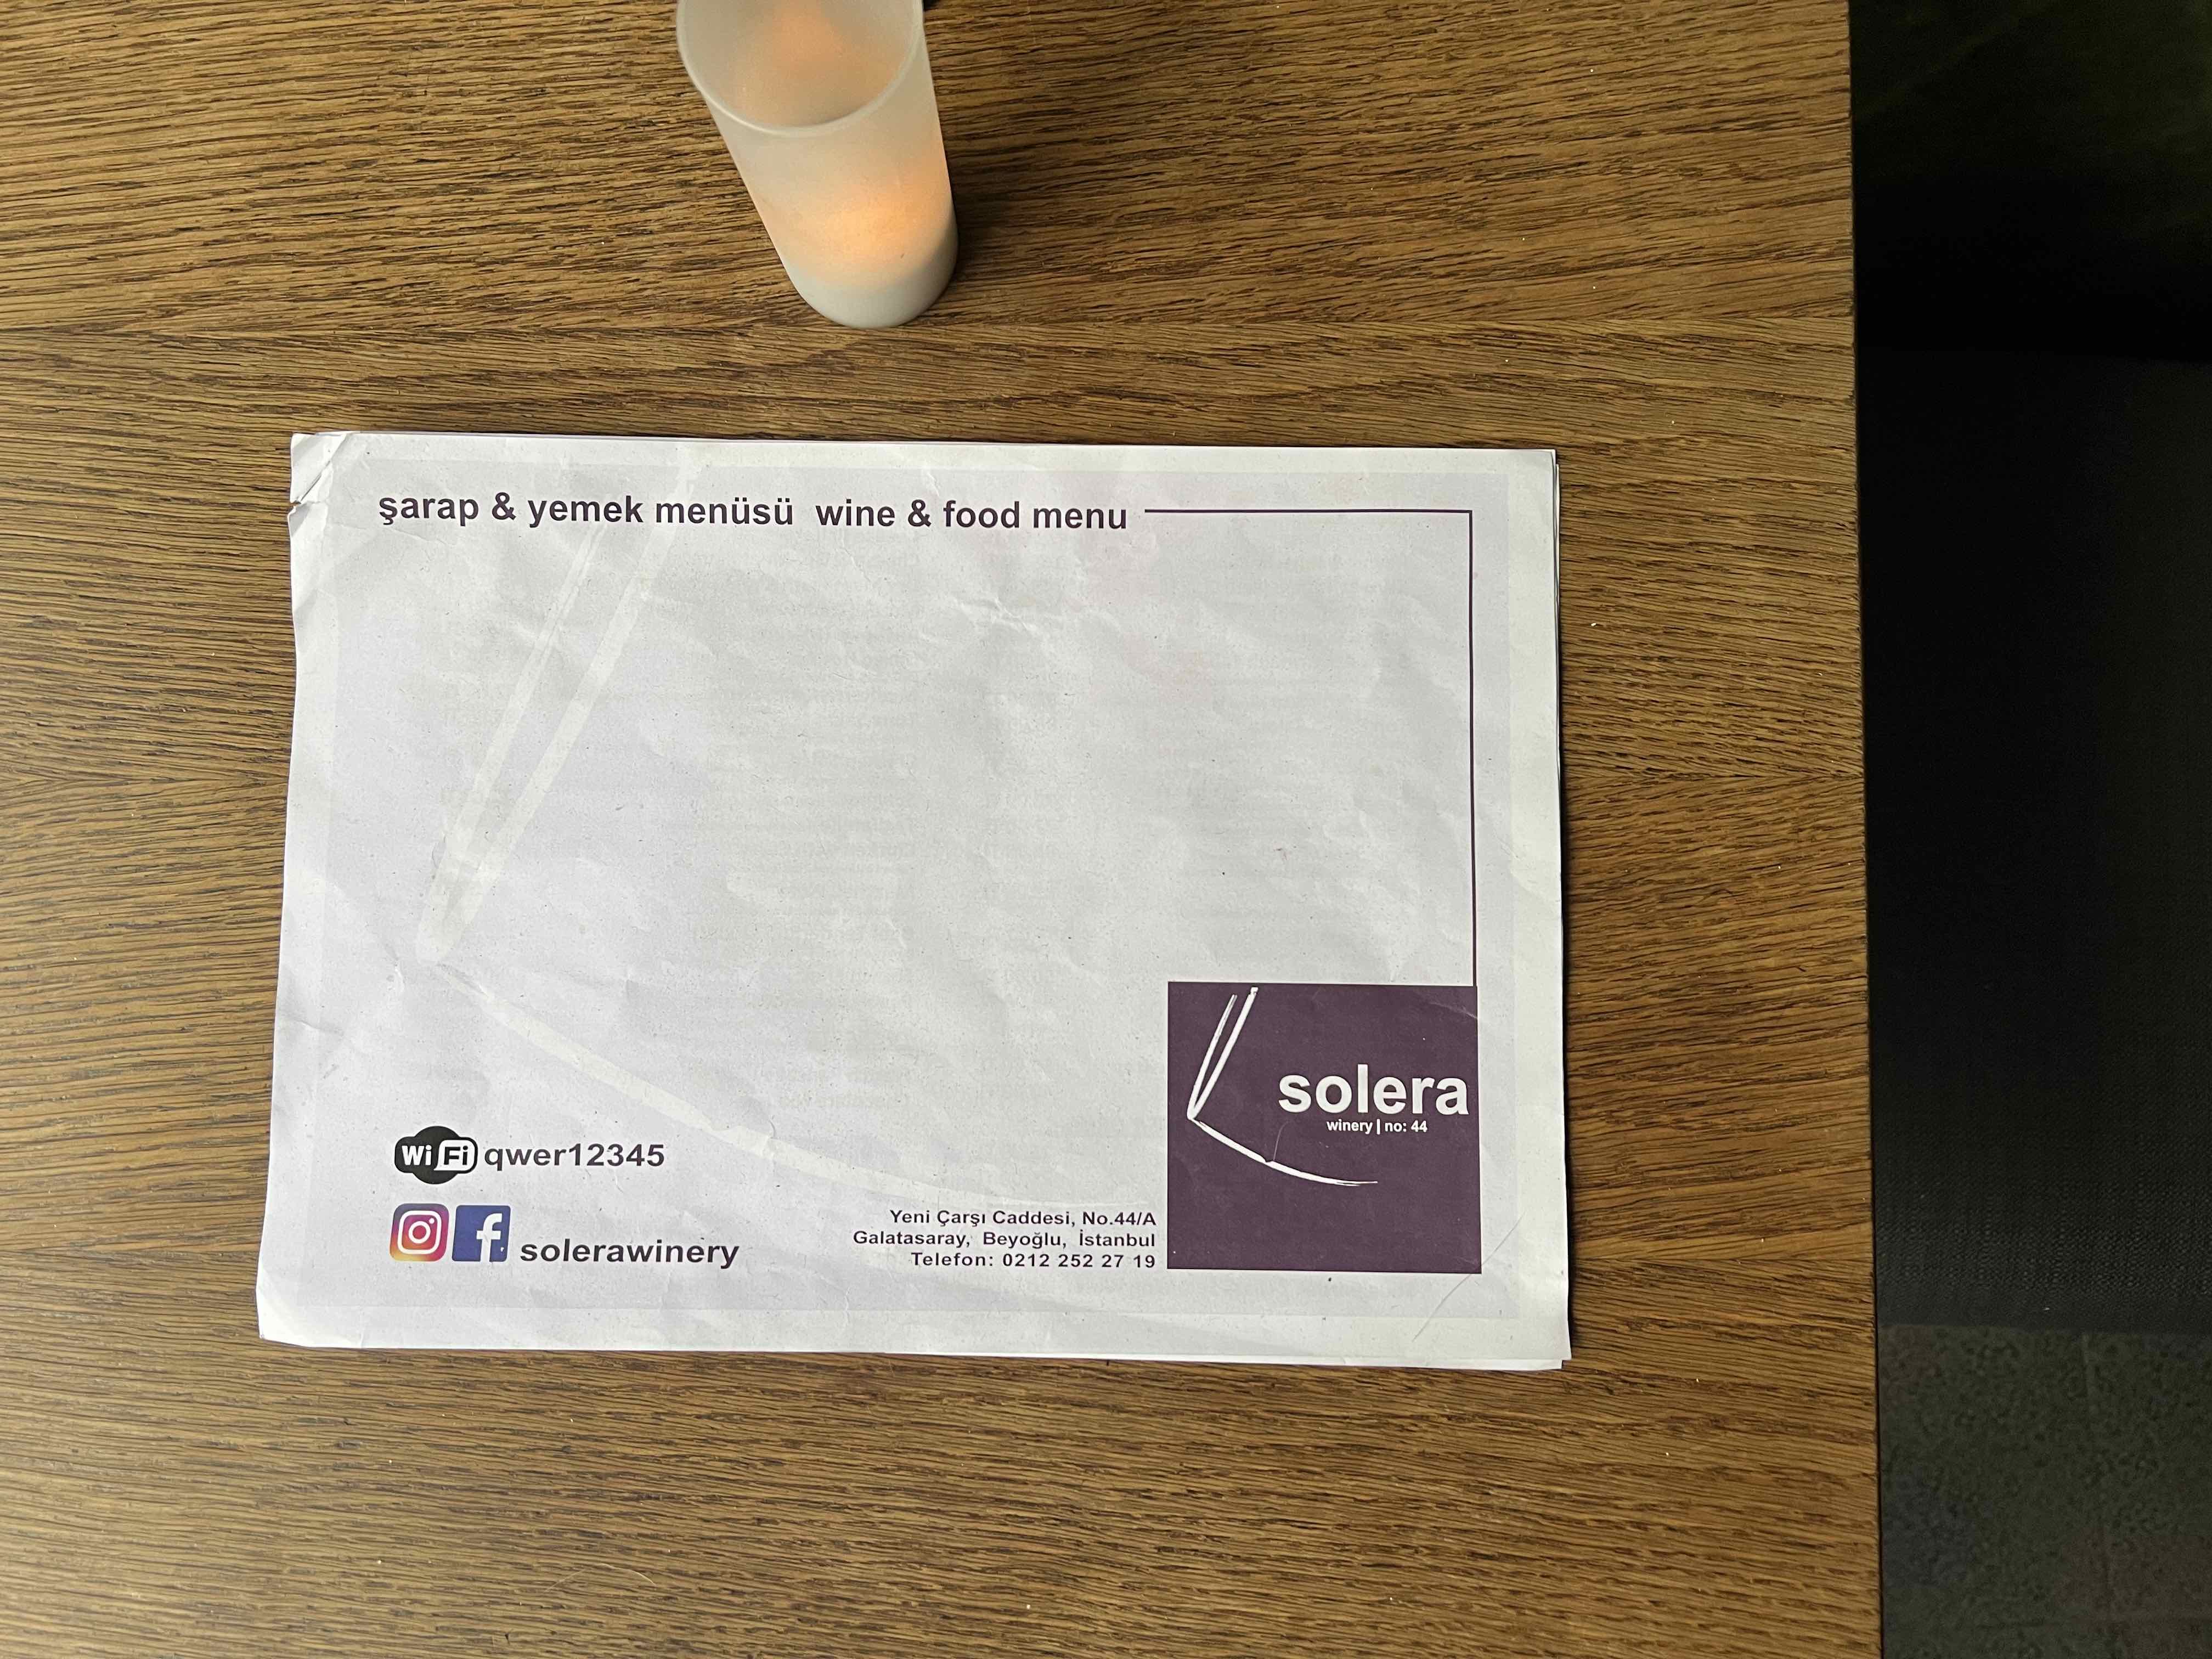 şarap & yemek menüsü wine & food menu
solera
winery | no: 44
WiFi qwer12345
solerawinery
Yeni Çarşı Caddesi, No.44/A
Galatasaray, Beyoğlu, İstanbul
Telefon: 0212 252 27 19